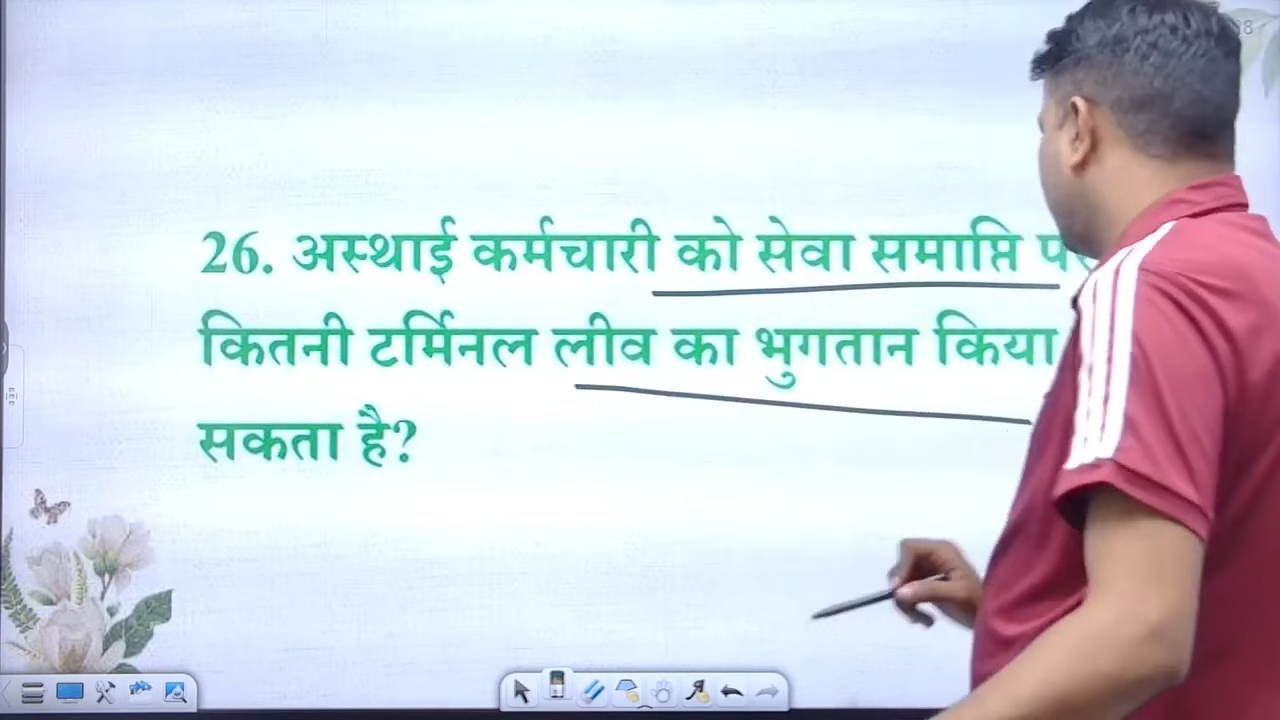 26. अस्थाई कर्मचारी को सेवा समाप्ति
कितनी टर्मिनल लीव का भुगतान किया
सकता है?